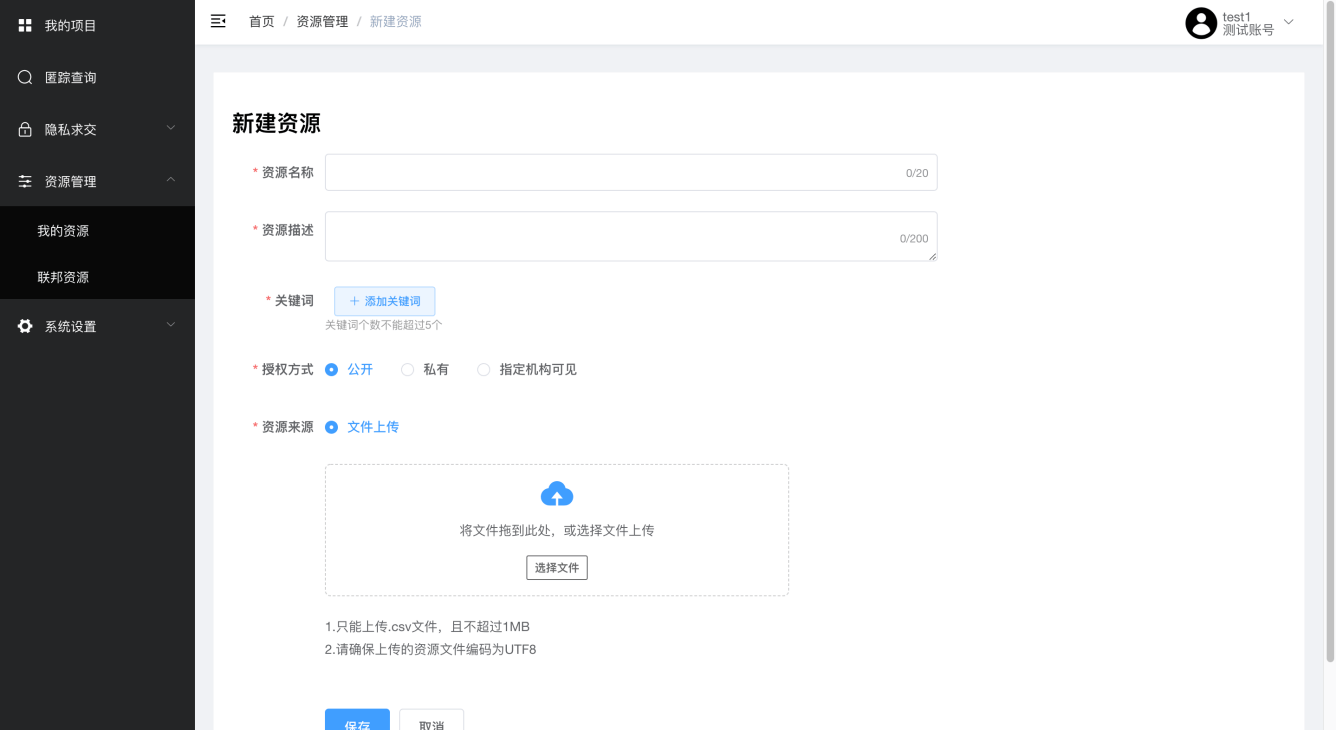 我的项目
匿踪查询
隐私求交
资源管理
我的资源
联邦资源
系统设置
首页 / 资源管理 / 新建资源
test1
测试账号
新建资源
* 资源名称
0/20
* 资源描述
0/200
* 关键词
+ 添加关键词
关键词个数不能超过5个
* 授权方式 公开 私有 指定机构可见
* 资源来源 文件上传
将文件拖到此处，或选择文件上传
选择文件
1.只能上传.csv文件，且不超过1MB
2.请确保上传的资源文件编码为UTF8
保存 取消